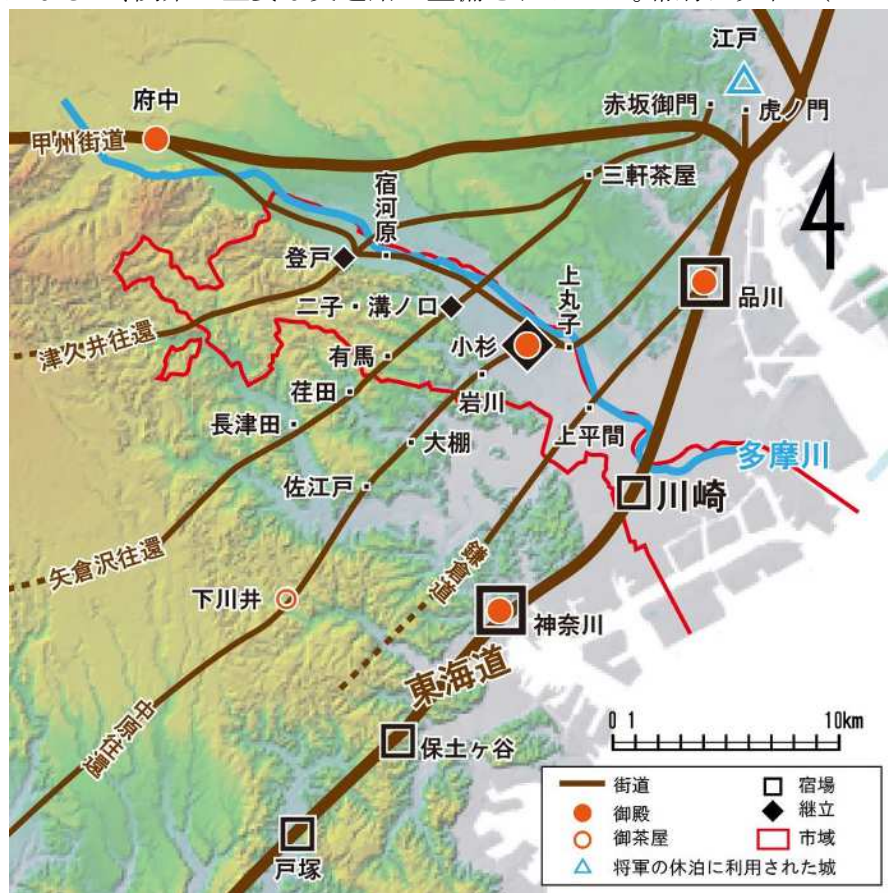 江戸
府中
赤坂御門
虎ノ門
甲州街道
三軒茶屋
宿河原
登戸
上丸子
品川
二子・溝ノ口
津久井往還
小杉
有馬
岩川
荏田
長津田
大棚
上平間
多摩川
佐江戸
川崎
矢倉沢往還
鎌倉道
下川井
神奈川
東海道
中原往還
保土ヶ谷
戸塚
0 1 10km
街道
宿場
御殿
継立
御茶屋
市域
将軍の休泊に利用された城